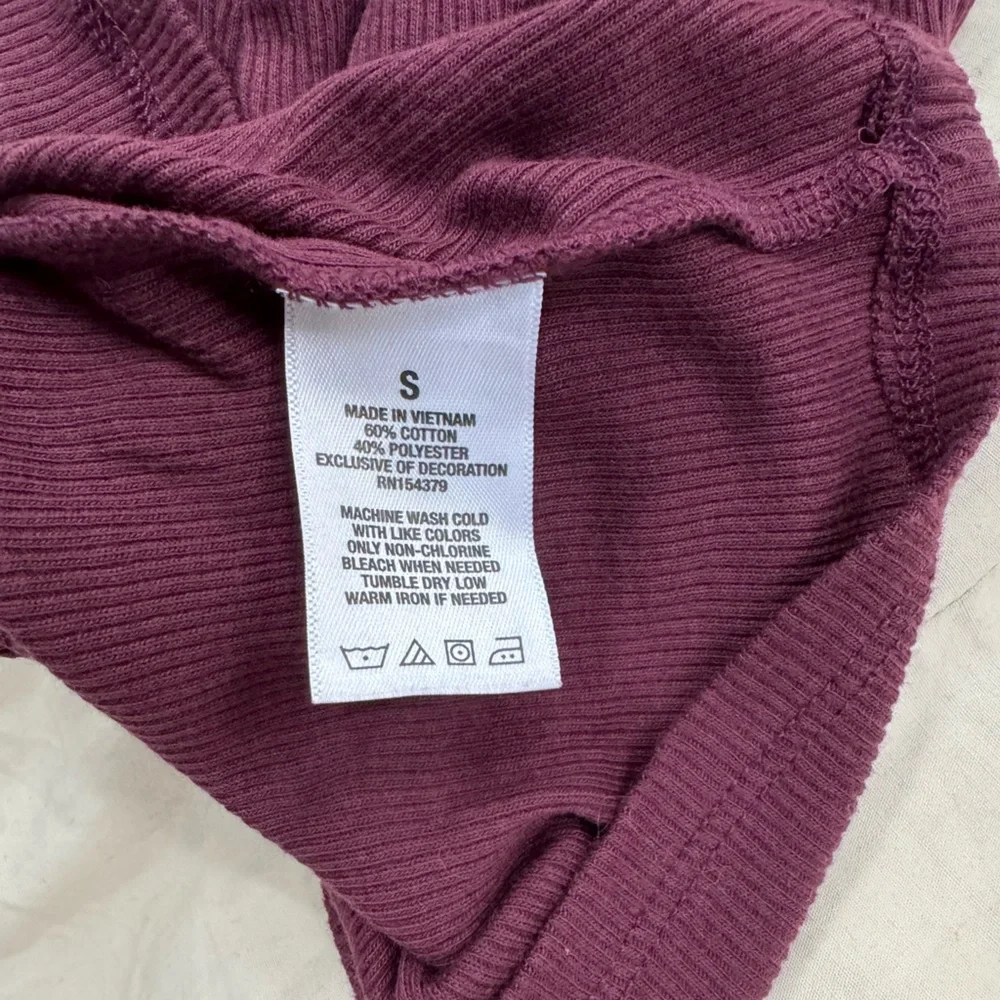 S
MADE IN VIETNAM
60% COTTON
40% POLYESTER
EXCLUSIVE OF DECORATION
RN154379
MACHINE WASH COLD
WITH LIKE COLORS
ONLY NON-CHLORINE
BLEACH WHEN NEEDED
TUMBLE DRY LOW
WARM IRON IF NEEDED